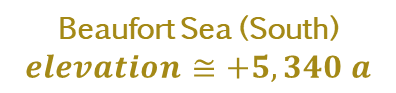 Beaufort Sea (South)
elevation ≅ +5, 340 a